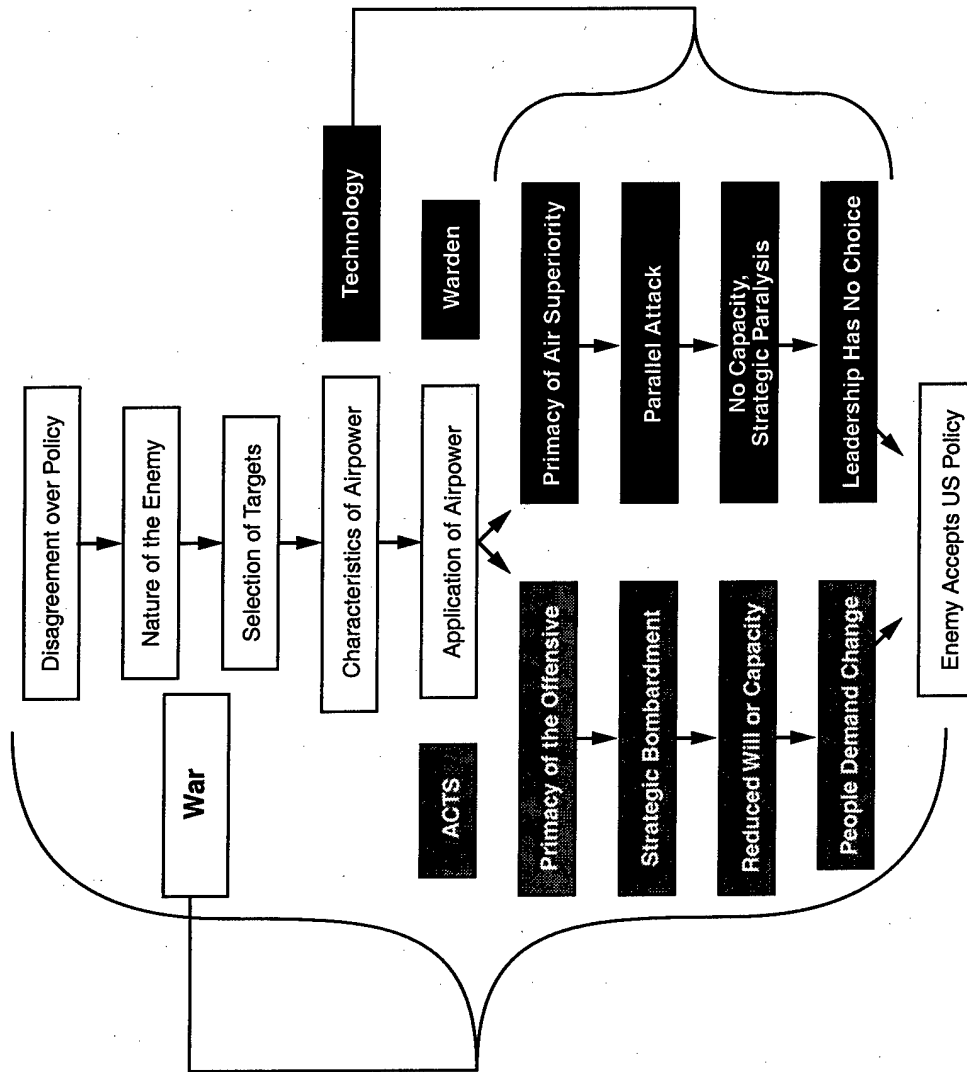 Disagreement over Policy
War
Nature of the Enemy
Selection of Targets
Characteristics of Airpower
Technology
ACTS
Application of Airpower
Warden
Primacy of the Offensive
Primacy of Air Superiority
Strategic Bombardment
Parallel Attack
Reduced Will or Capacity
No Capacity,
Strategic Paralysis
People Demand Change
Leadership Has No Choice
Enemy Accepts US Policy